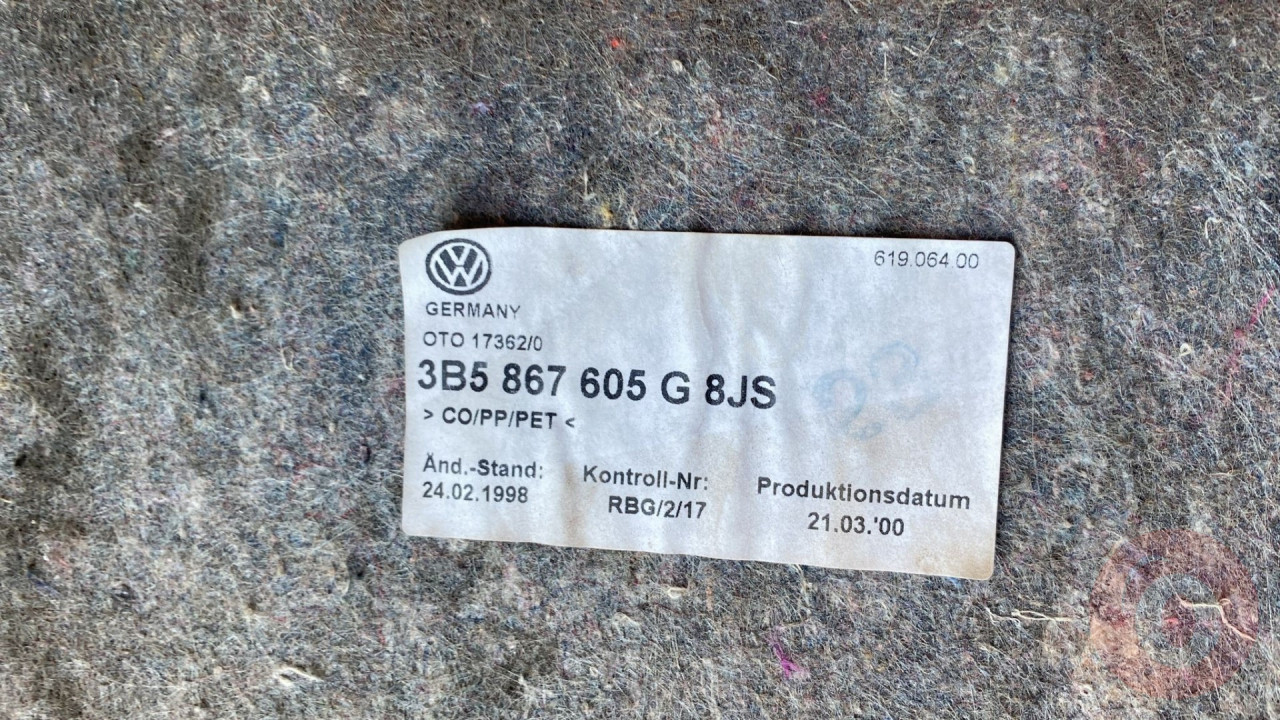 619.064.00
GERMANY
OTO 17362/0
3B5 867 605 G 8JS
> CO/PP/PET <
Änd.-Stand: Kontroll-Nr: Produktionsdatum
24.02.1998 RBG/2/17 21.03.'00